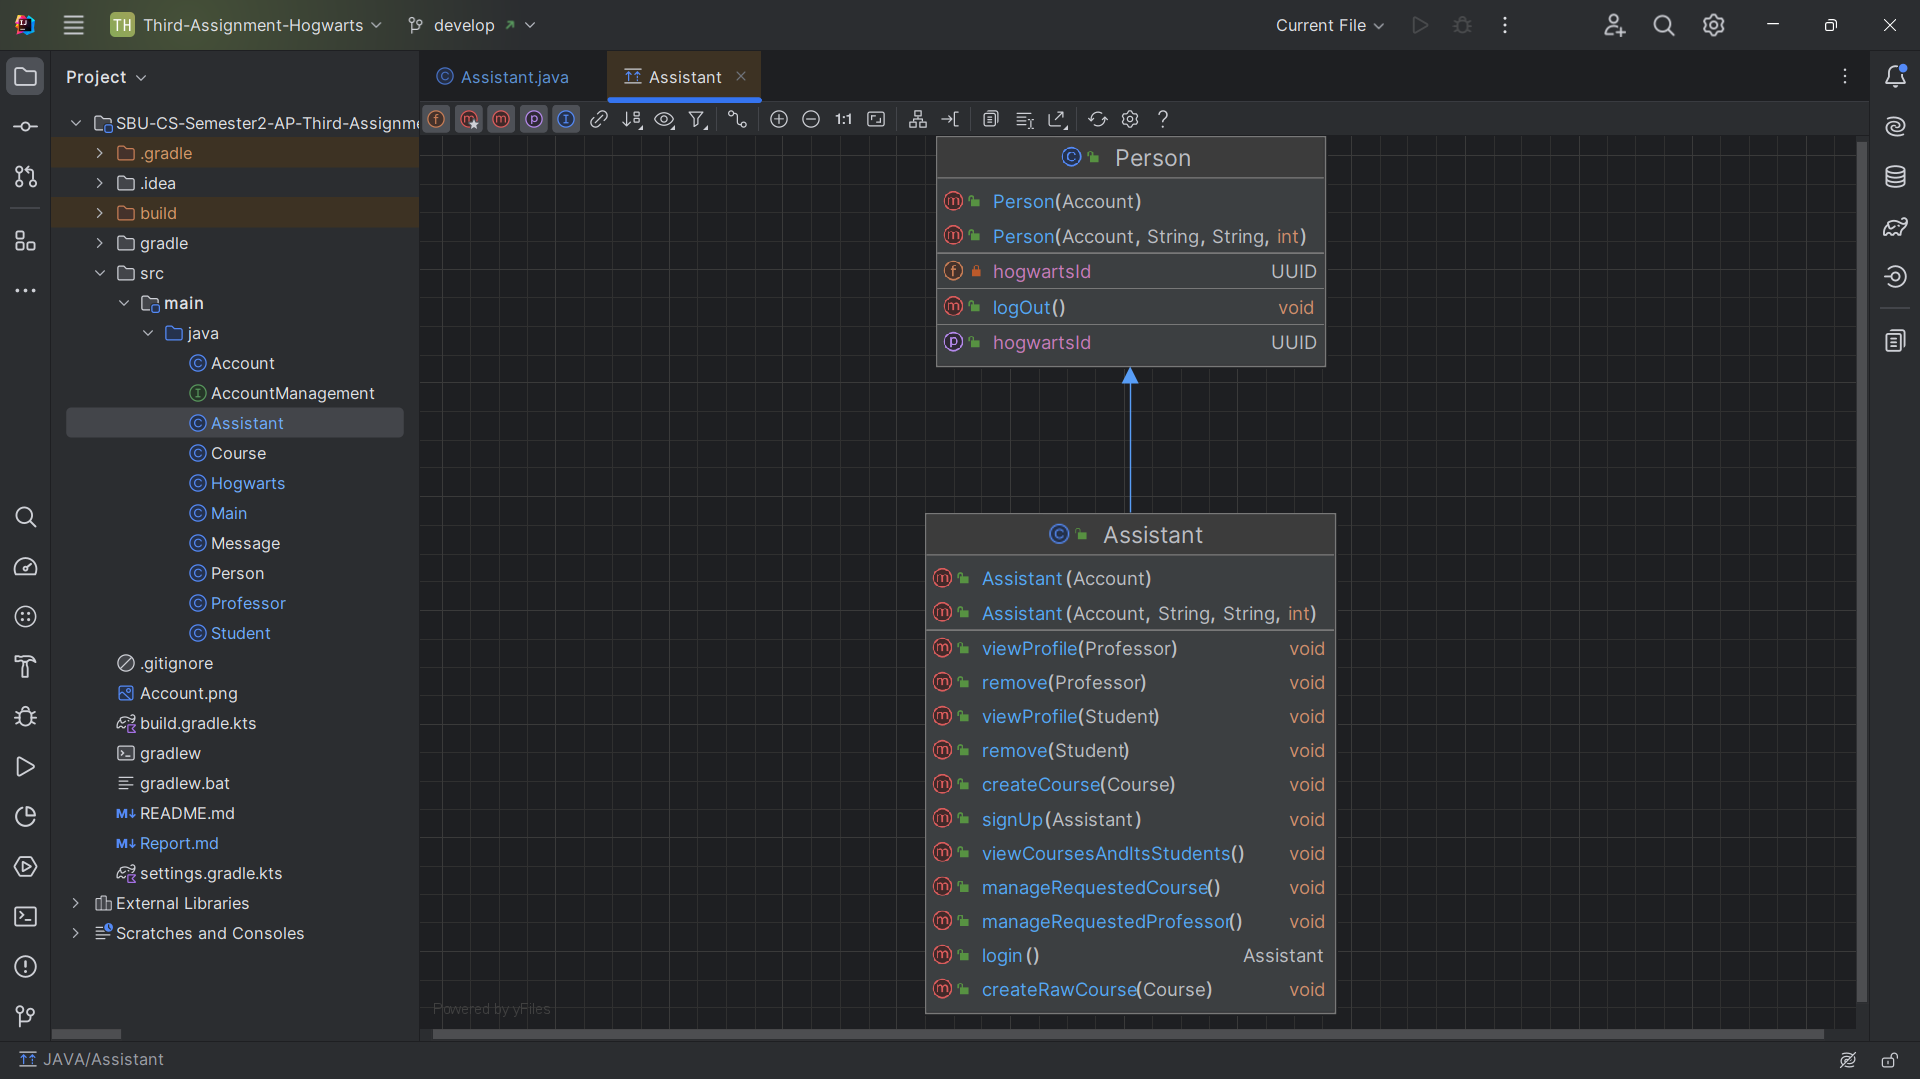 TH Third-Assignment-Hogwarts develop Current File
Project
Assistant.java Assistant
1:1
SBU-CS-Semester2-AP-Third-Assignme
.gradle
.idea
build
gradle
src
main
java
Account
AccountManagement
Assistant
Course
Hogwarts
Main
Message
Person
Professor
Student
.gitignore
Account.png
build.gradle.kts
gradlew
gradlew.bat
README.md
Report.md
settings.gradle.kts
External Libraries
Scratches and Consoles
Person
Person(Account)
Person(Account, String, String, int)
hogwartsId UUID
logOut() void
hogwartsId UUID
Assistant
Assistant(Account)
Assistant(Account, String, String, int)
viewProfile(Professor) void
remove(Professor) void
viewProfile(Student) void
remove(Student) void
createCourse(Course) void
signUp(Assistant) void
viewCoursesAndItsStudents() void
manageRequestedCourse() void
manageRequestedProfessor() void
login() Assistant
createRawCourse(Course) void
Powered by yFiles
JAVA/Assistant